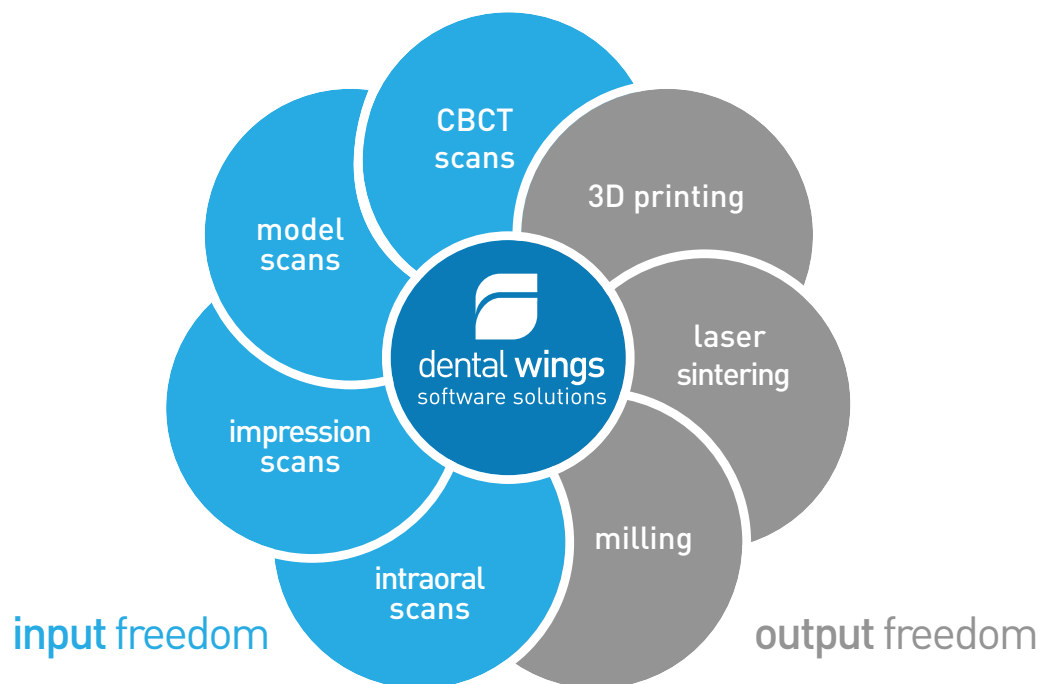 CBCT
scans
3D printing
model
scans
laser
sintering
dental wings
software solutions
impression
scans
milling
intraoral
scans
input freedom
output freedom